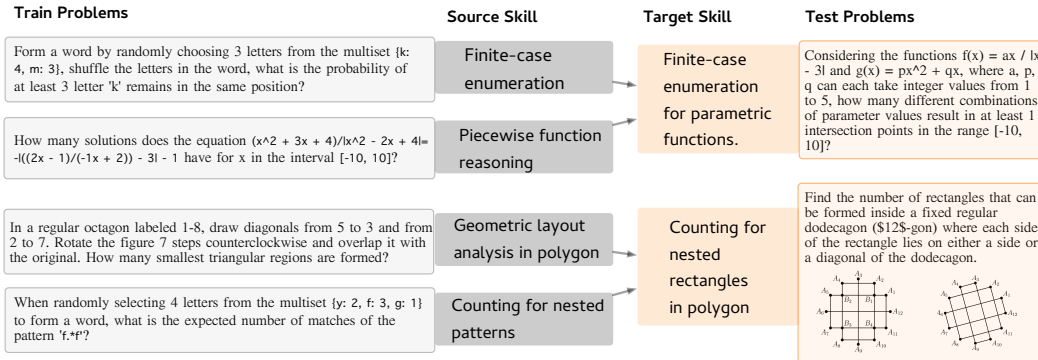 Train Problems
Source Skill
Target Skill
Test Problems
Form a word by randomly choosing 3 letters from the multiset {k:
4, m: 3}, shuffle the letters in the word, what is the probability of
at least 3 letter 'k' remains in the same position?
Finite-case
enumeration
How many solutions does the equation (x^2 + 3x + 4)/|x^2 - 2x + 4|=
-|((2x - 1)/(-1x + 2)) - 3| - 1 have for x in the interval [-10, 10]?
Piecewise function
reasoning
Finite-case
enumeration
for parametric
functions.
Considering the functions f(x) = ax / |x
- 3| and g(x) = px^2 + qx, where a, p,
q can each take integer values from 1
to 5, how many different combinations
of parameter values result in at least 1
intersection points in the range [-10,
10]?
In a regular octagon labeled 1-8, draw diagonals from 5 to 3 and from
2 to 7. Rotate the figure 7 steps counterclockwise and overlap it with
the original. How many smallest triangular regions are formed?
Geometric layout
analysis in polygon
When randomly selecting 4 letters from the multiset {y: 2, f: 3, g: 1}
to form a word, what is the expected number of matches of the
pattern 'f.*f'?
Counting for nested
patterns
Counting for
nested
rectangles
in polygon
Find the number of rectangles that can
be formed inside a fixed regular
dodecagon ($12$-gon) where each side
of the rectangle lies on either a side or
a diagonal of the dodecagon.